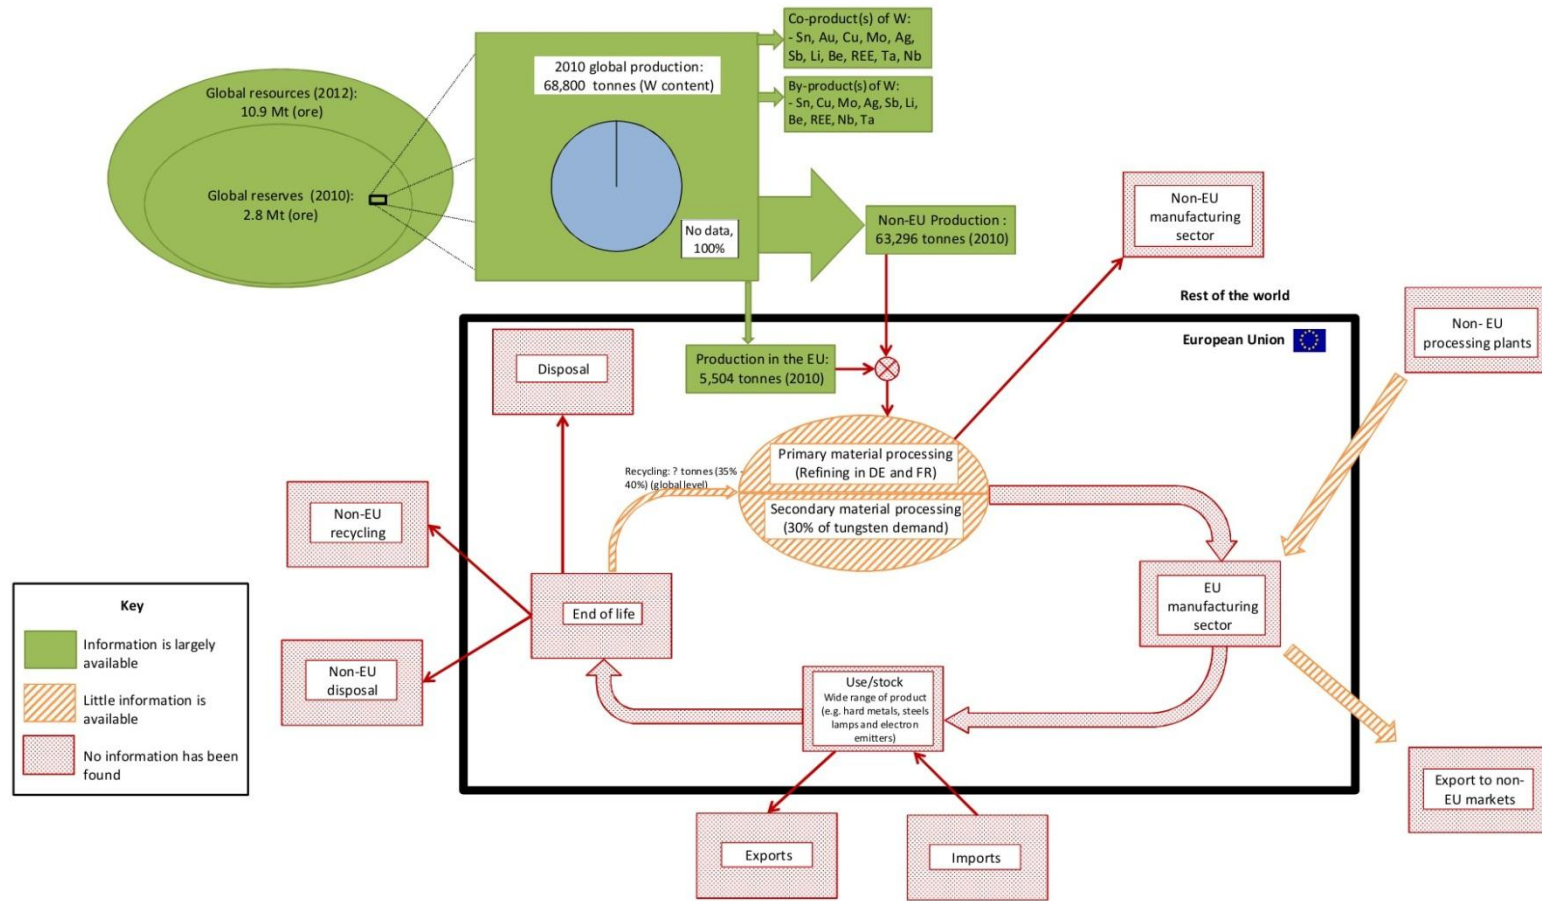 Co-product(s) of W:
- Sn, Au, Cu, Mo, Ag,
Sb, Li, Be, REE, Ta, Nb
2010 global production:
68,800 tonnes (W content)
By-product(s) of W:
- Sn, Cu, Mo, Ag, Sb, Li,
Be, REE, Nb, Ta
Global resources (2012):
10.9 Mt (ore)
Global reserves (2010):
2.8 Mt (ore)
No data,
100%
Non-EU Production :
63,296 tonnes (2010)
Non-EU
manufacturing
sector
Rest of the world
European Union
Non- EU
processing plants
Production in the EU:
5,504 tonnes (2010)
Disposal
Primary material processing
(Refining in DE and FR)
Recycling: ? tonnes (35% -
40%) (global level)
Secondary material processing
(30% of tungsten demand)
Non-EU
recycling
End of life
EU
manufacturing
sector
Non-EU
disposal
Use/stock
Wide range of product
(e.g. hard metals, steels
lamps and electron
emitters)
Export to non-
EU markets
Exports
Imports
Key
Information is largely
available
Little information is
available
No information has been
found